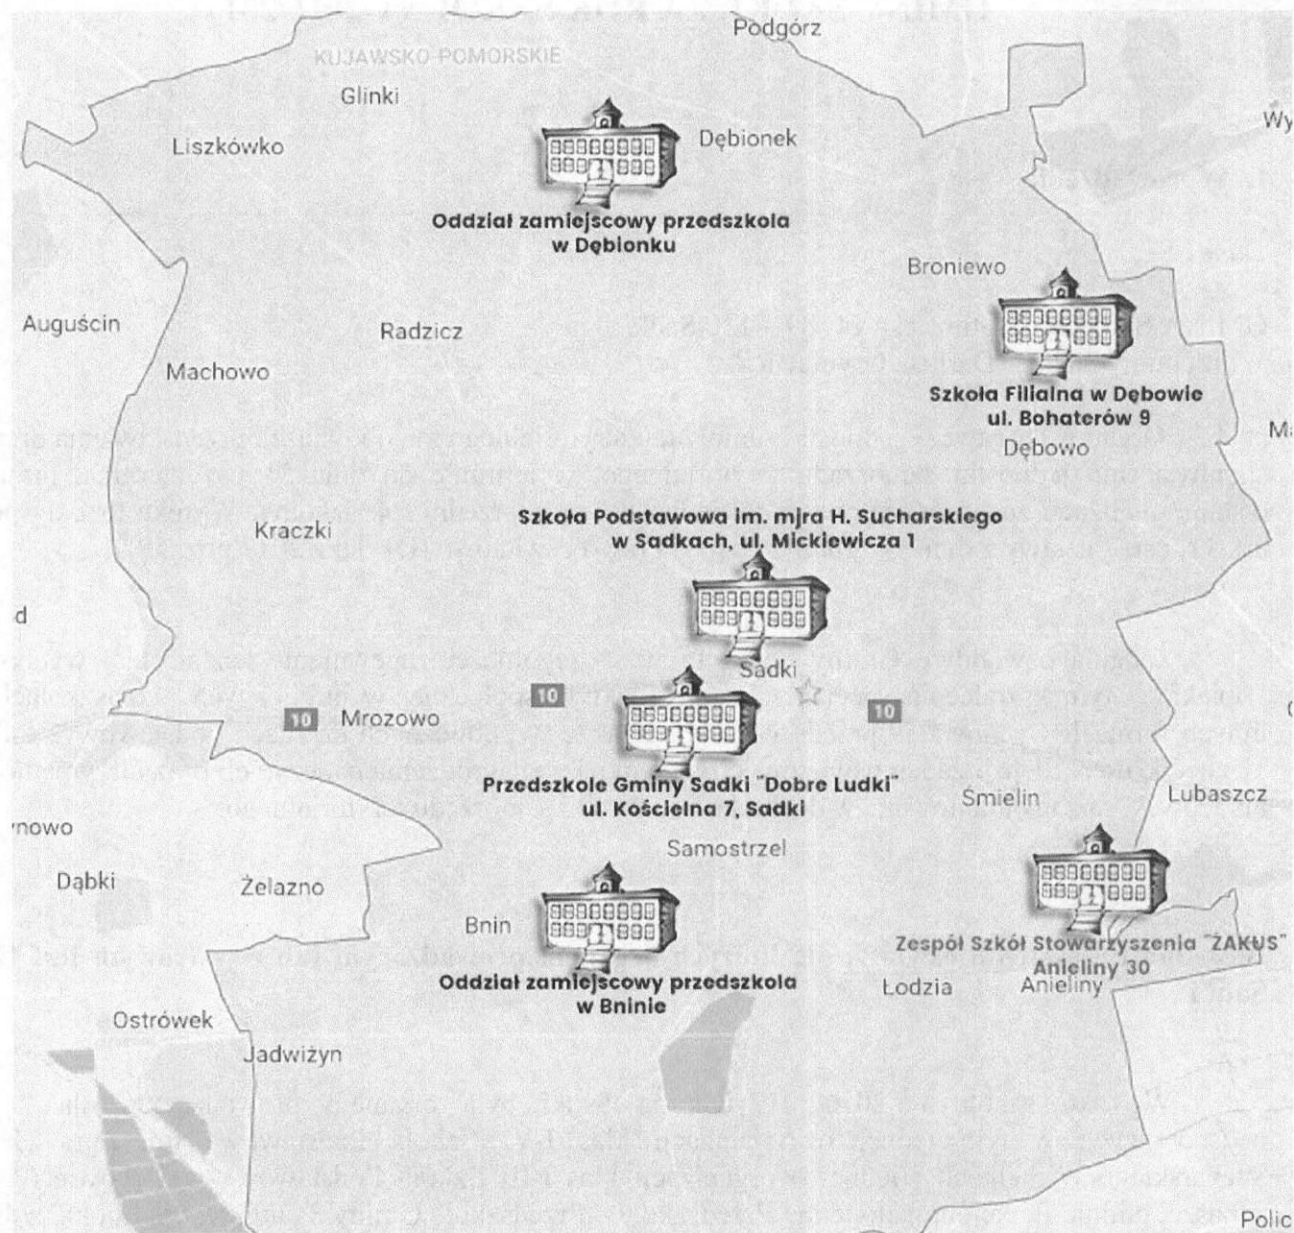 Podgórz
KUJAWSKO-POMORSKIE
Glinki
Wy
Liszkówko
Dębionek
Oddział zamiejscowy przedszkola
w Dębionku
Broniewo
Auguścin
Radzicz
Machowo
Szkoła Filialna w Dębowie
ul. Bohaterów 9
Dębowo
Szkoła Podstawowa im. mjra H. Sucharskiego
w Sadkach, ul. Mickiewicza 1
Kraczki
d
Sadki
10
10
10
Mrozowo
Przedszkole Gminy Sadki "Dobre Ludki"
ul. Kościelna 7, Sadki
Śmielin
Lubaszcz
nowo
Samostrzel
Dąbki
Żelazno
Bnin
Zespół Szkół Stowarzyszenia "ŻAKUS"
Anieliny 30
Oddział zamiejscowy przedszkola
w Bninie
Łodzia
Anieliny
Ostrówek
Jadwiżyn
Polic